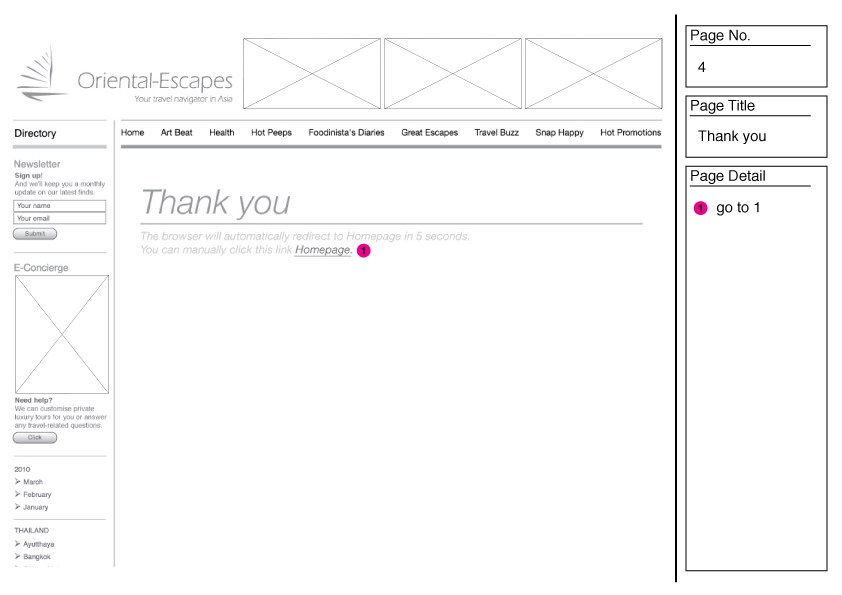 Oriental-Escapes
Your travel navigator in Asia
Directory
Home Art Beat Health Hot Peeps Foodinista's Diaries Great Escapes Travel Buzz Snap Happy Hot Promotions
Newsletter
Sign up!
And we'll keep you a monthly
update on our latest finds.
Your name
Your email
Submit
E-Concierge
Need help?
We can customise private
luxury tours for you or answer
any travel-related questions.
Click
2010
➢ March
➢ February
➢ January
THAILAND
➢ Ayutthaya
➢ Bangkok
Thank you
The browser will automatically redirect to Homepage in 5 seconds.
You can manually click this link Homepage. 1
Page No.
4
Page Title
Thank you
Page Detail
1 go to 1